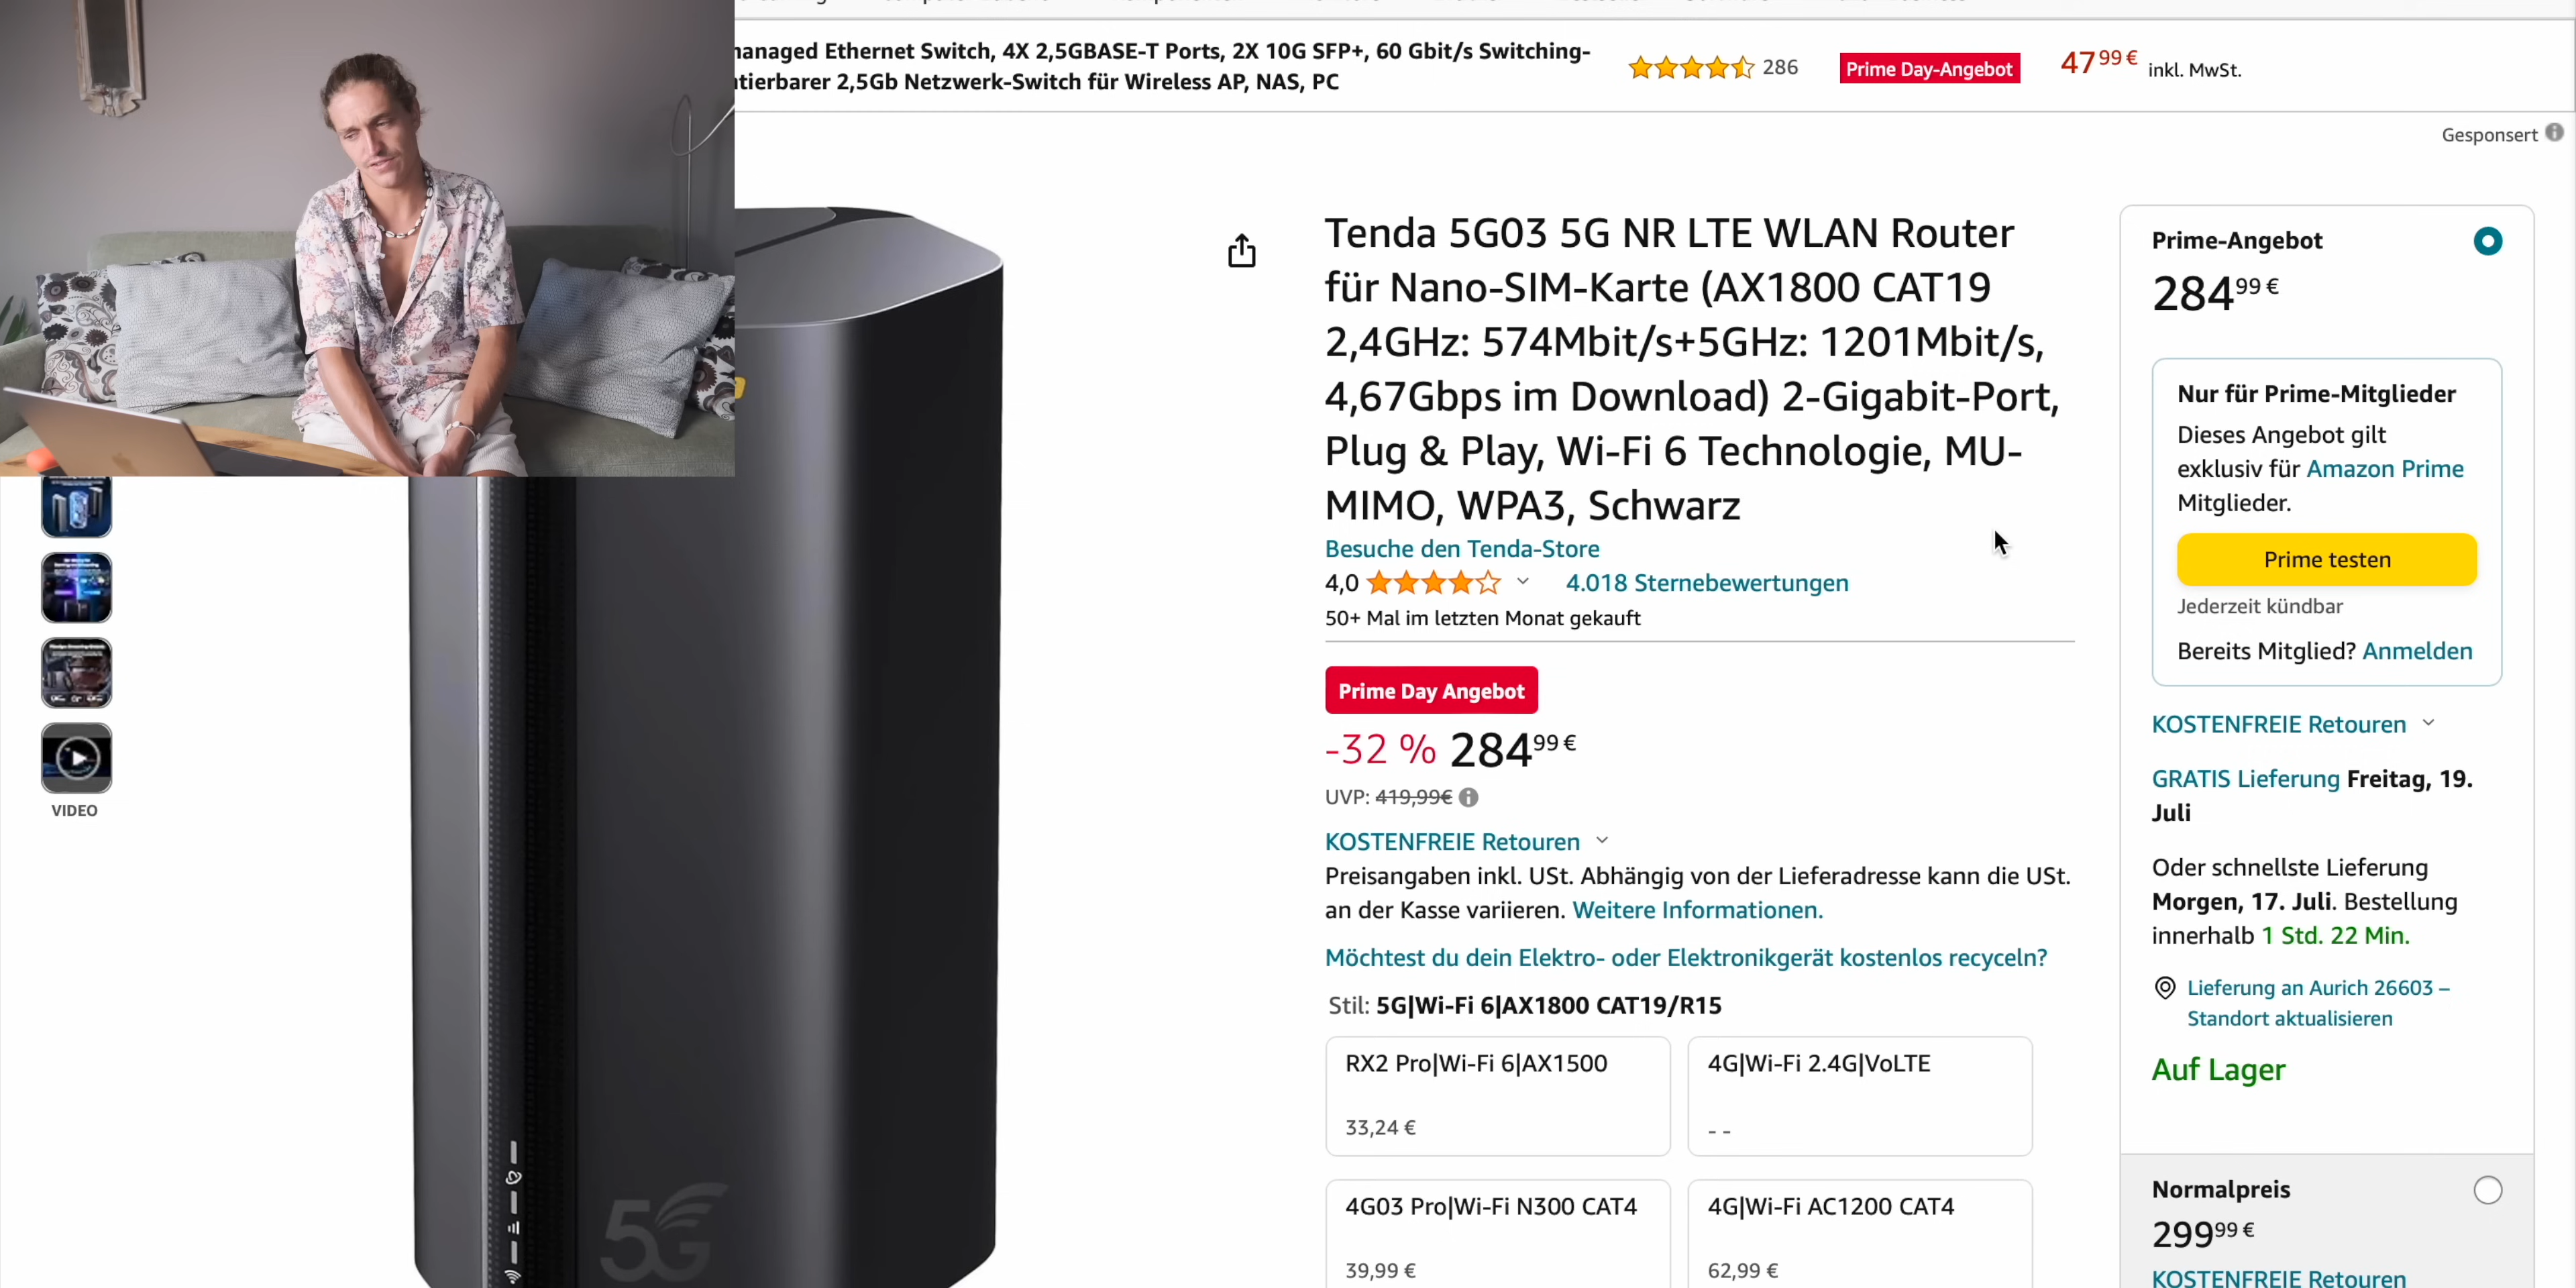 managed Ethernet Switch, 4X 2,5GBASE-T Ports, 2X 10G SFP+, 60 Gbit/s Switching-
2,5Gb Netzwerk-Switch für Wireless AP, NAS, PC
286
Prime Day-Angebot
47 99 € inkl. MwSt.
Gesponsert
Tenda 5G03 5G NR LTE WLAN Router
für Nano-SIM-Karte (AX1800 CAT19
2,4GHz: 574Mbit/s+5GHz: 1201Mbit/s,
4,67Gbps im Download) 2-Gigabit-Port,
Plug & Play, Wi-Fi 6 Technologie, MU-
MIMO, WPA3, Schwarz
Besuche den Tenda-Store
4,0 4.018 Sternebewertungen
50+ Mal im letzten Monat gekauft
Prime Day Angebot
-32 % 284 99 €
UVP: 419,99€
KOSTENFREIE Retouren
Preisangaben inkl. USt. Abhängig von der Lieferadresse kann die USt.
an der Kasse variieren. Weitere Informationen.
Möchtest du dein Elektro- oder Elektronikgerät kostenlos recyceln?
Stil: 5G|Wi-Fi 6|AX1800 CAT19/R15
RX2 Pro|Wi-Fi 6|AX1500
33,24 €
4G|Wi-Fi 2.4G|VoLTE
- -
4G03 Pro|Wi-Fi N300 CAT4
39,99 €
4G|Wi-Fi AC1200 CAT4
62,99 €
Prime-Angebot
284 99 €
Nur für Prime-Mitglieder
Dieses Angebot gilt
exklusiv für Amazon Prime
Mitglieder.
Prime testen
Jederzeit kündbar
Bereits Mitglied? Anmelden
KOSTENFREIE Retouren
GRATIS Lieferung Freitag, 19.
Juli
Oder schnellste Lieferung
Morgen, 17. Juli. Bestellung
innerhalb 1 Std. 22 Min.
Lieferung an Aurich 26603 –
Standort aktualisieren
Auf Lager
Normalpreis
299 99 €
KOSTENFREIE Retouren
VIDEO
5G